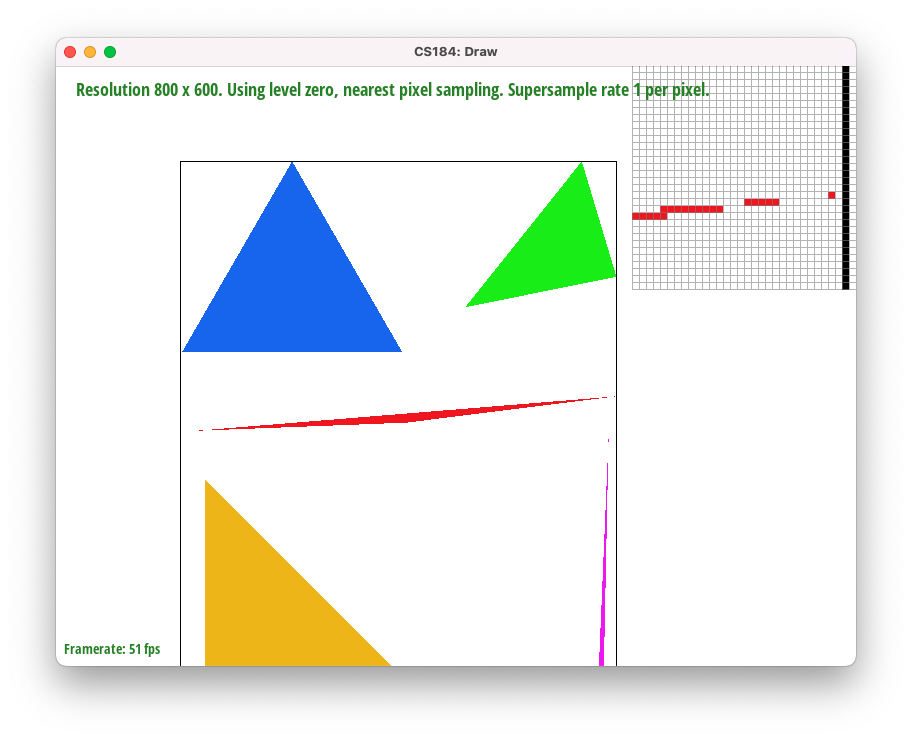 CS184: Draw
Resolution 800 x 600. Using level zero, nearest pixel sampling. Supersample rate 1 per pixel.
Framerate: 51 fps